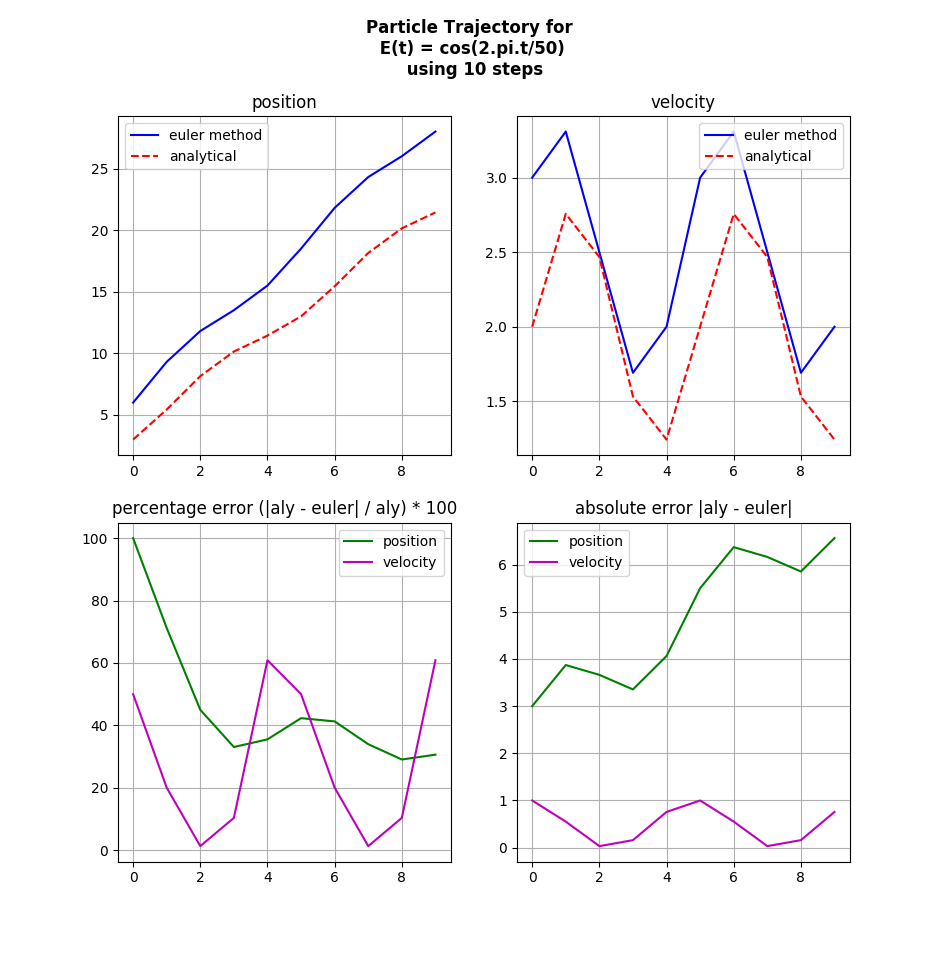 Particle Trajectory for
E(t) = cos(2.pi.t/50)
using 10 steps
position
euler method
analytical
25
20
15
10
5
0 2 4 6 8
velocity
euler method
analytical
3.0
2.5
2.0
1.5
0 2 4 6 8
percentage error (|aly - euler| / aly) * 100
position
velocity
100
80
60
40
20
0
0 2 4 6 8
absolute error |aly - euler|
position
velocity
6
5
4
3
2
1
0
0 2 4 6 8